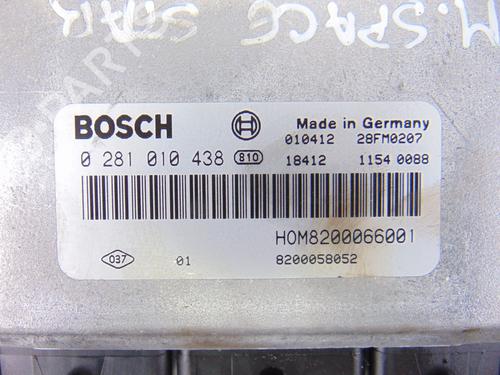 M. SPACE
STAR
BOSCH
Made in Germany
010412 28FM0207
0 281 010 438 810 18412 1154 0088
HOM8200066001
037 01 8200058052